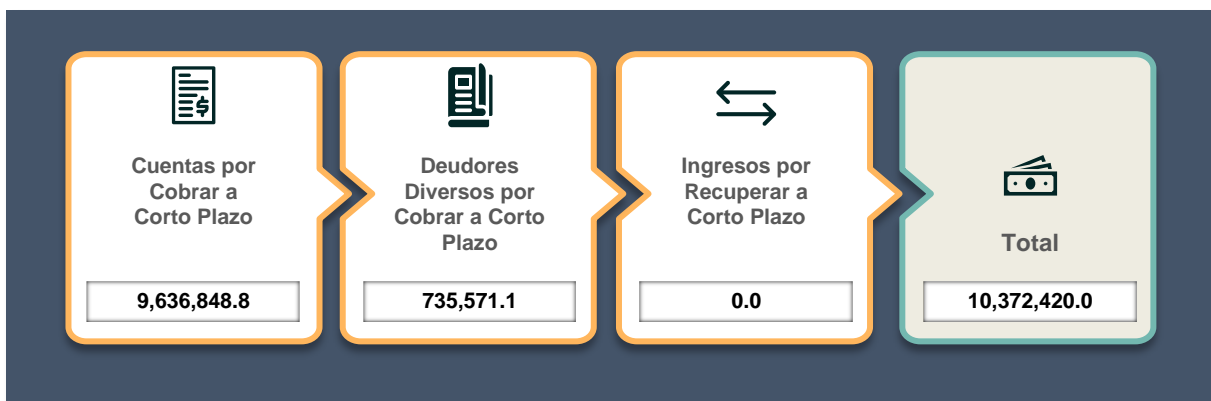 Cuentas por
Cobrar a
Corto Plazo
9,636,848.8
Deudores
Diversos por
Cobrar a Corto
Plazo
735,571.1
Ingresos por
Recuperar a
Corto Plazo
0.0
Total
10,372,420.0